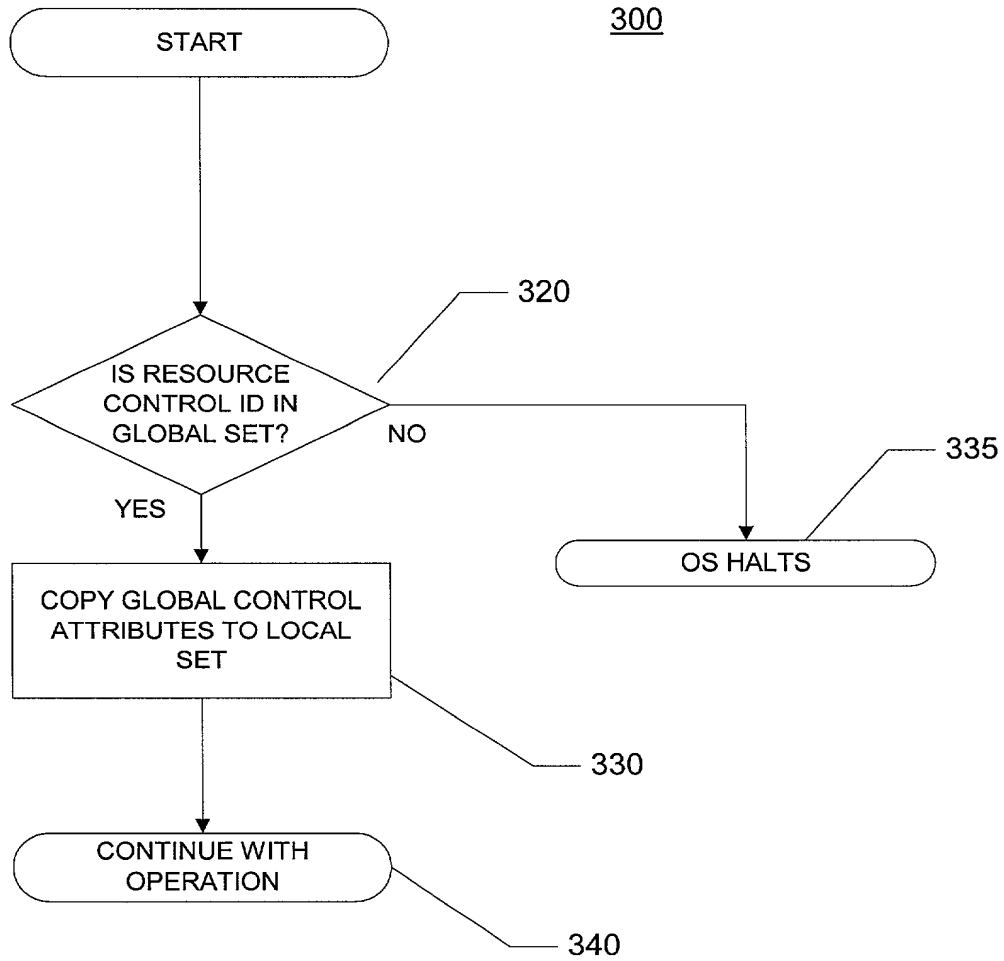 300
START
320
IS RESOURCE
CONTROL ID IN
GLOBAL SET?
NO
YES
335
OS HALTS
COPY GLOBAL CONTROL
ATTRIBUTES TO LOCAL
SET
330
CONTINUE WITH
OPERATION
340